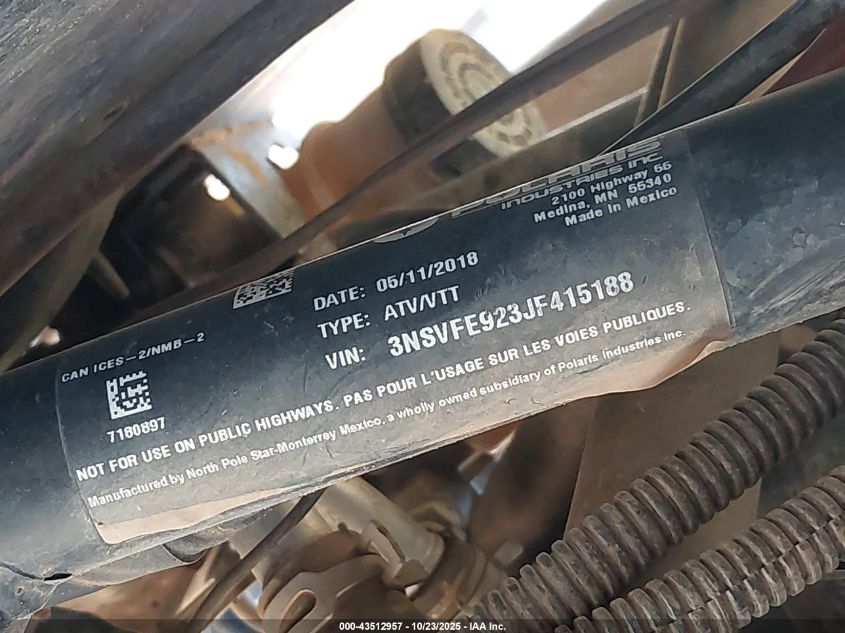 POLARIS
INDUSTRIES INC.
2100 Highway 55
Medina, MN 55340
Made in Mexico
DATE: 05/11/2018
TYPE: ATV/VTT
VIN: 3NSVFE923JF415188
CAN ICES-2/NMB-2
7180897
NOT FOR USE ON PUBLIC HIGHWAYS. PAS POUR L'USAGE SUR LES VOIES PUBLIQUES.
Manufactured by North Pole Star-Monterrey Mexico, a wholly owned subsidiary of Polaris Industries Inc.
000-43512957 - 10/23/2025 - IAA Inc.